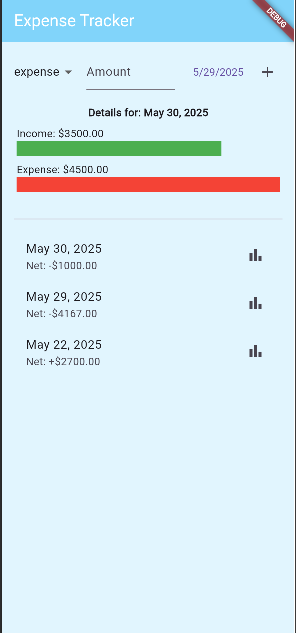 Expense Tracker
DEBUG
expense Amount 5/29/2025 +
Details for: May 30, 2025
Income: $3500.00
Expense: $4500.00
May 30, 2025
Net: -$1000.00
May 29, 2025
Net: -$4167.00
May 22, 2025
Net: +$2700.00